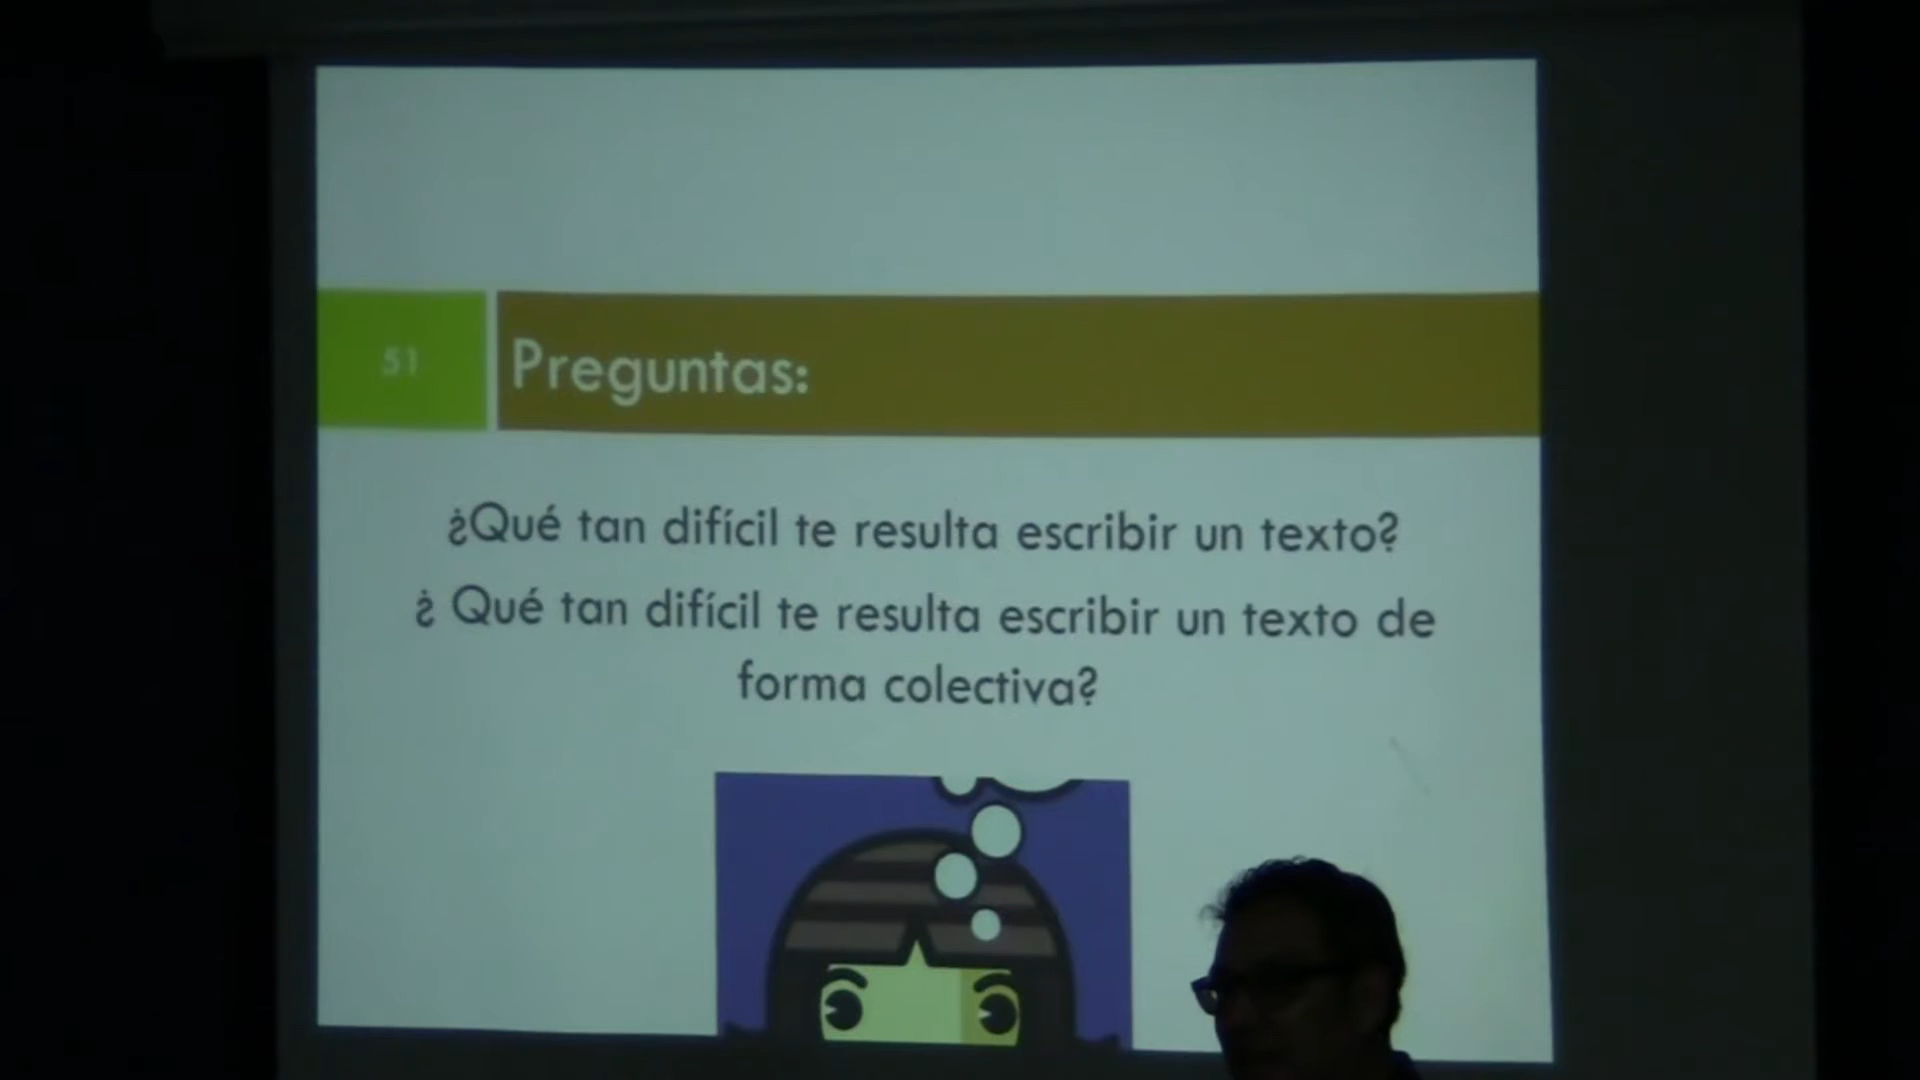 51
Preguntas:
¿Qué tan difícil te resulta escribir un texto?
¿ Qué tan difícil te resulta escribir un texto de
forma colectiva?